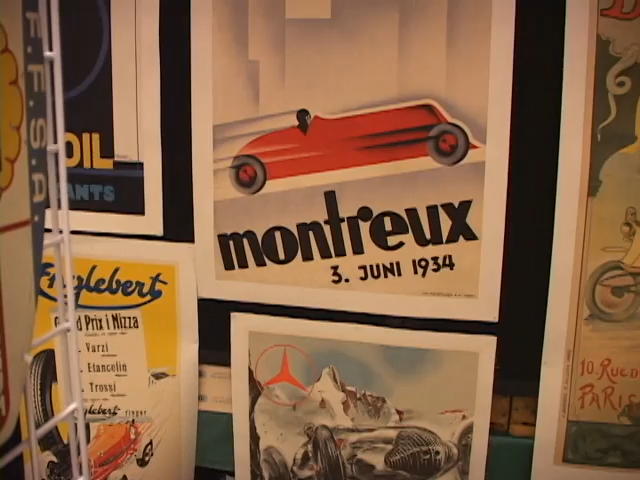 F.F.S.A.
OIL
ANTS
montreux
3. JUNI 1934
Englebert
Grand Prix i Nizza
Varzi
Etancelin
Trossi
10. RUE D
PARIS